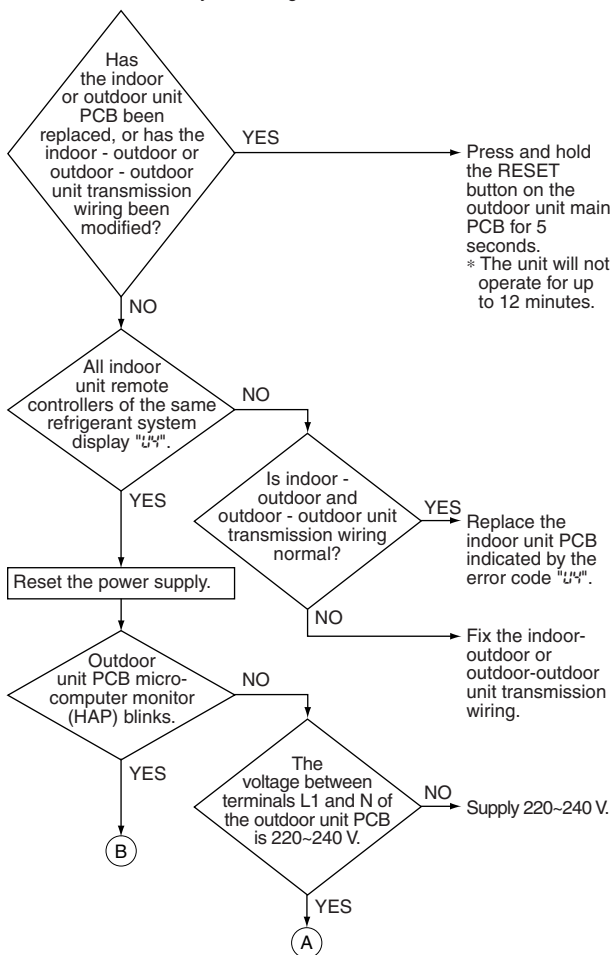 Has
the indoor
or outdoor unit
PCB been
replaced, or has the
indoor - outdoor or
outdoor - outdoor
unit transmission
wiring been
modified?
YES
Press and hold
the RESET
button on the
outdoor unit main
PCB for 5
seconds.
* The unit will not
operate for up
to 12 minutes.
NO
All indoor
unit remote
controllers of the same
refrigerant system
display "U4".
NO
YES
Is indoor -
outdoor and
outdoor - outdoor unit
transmission wiring
normal?
YES
Replace the
indoor unit PCB
indicated by the
error code "U4".
NO
Fix the indoor-
outdoor or
outdoor-outdoor
unit transmission
wiring.
Reset the power supply.
Outdoor
unit PCB micro-
computer monitor
(HAP) blinks.
NO
YES
B
The
voltage between
terminals L1 and N of
the outdoor unit PCB
is 220~240 V.
NO
Supply 220~240 V.
YES
A